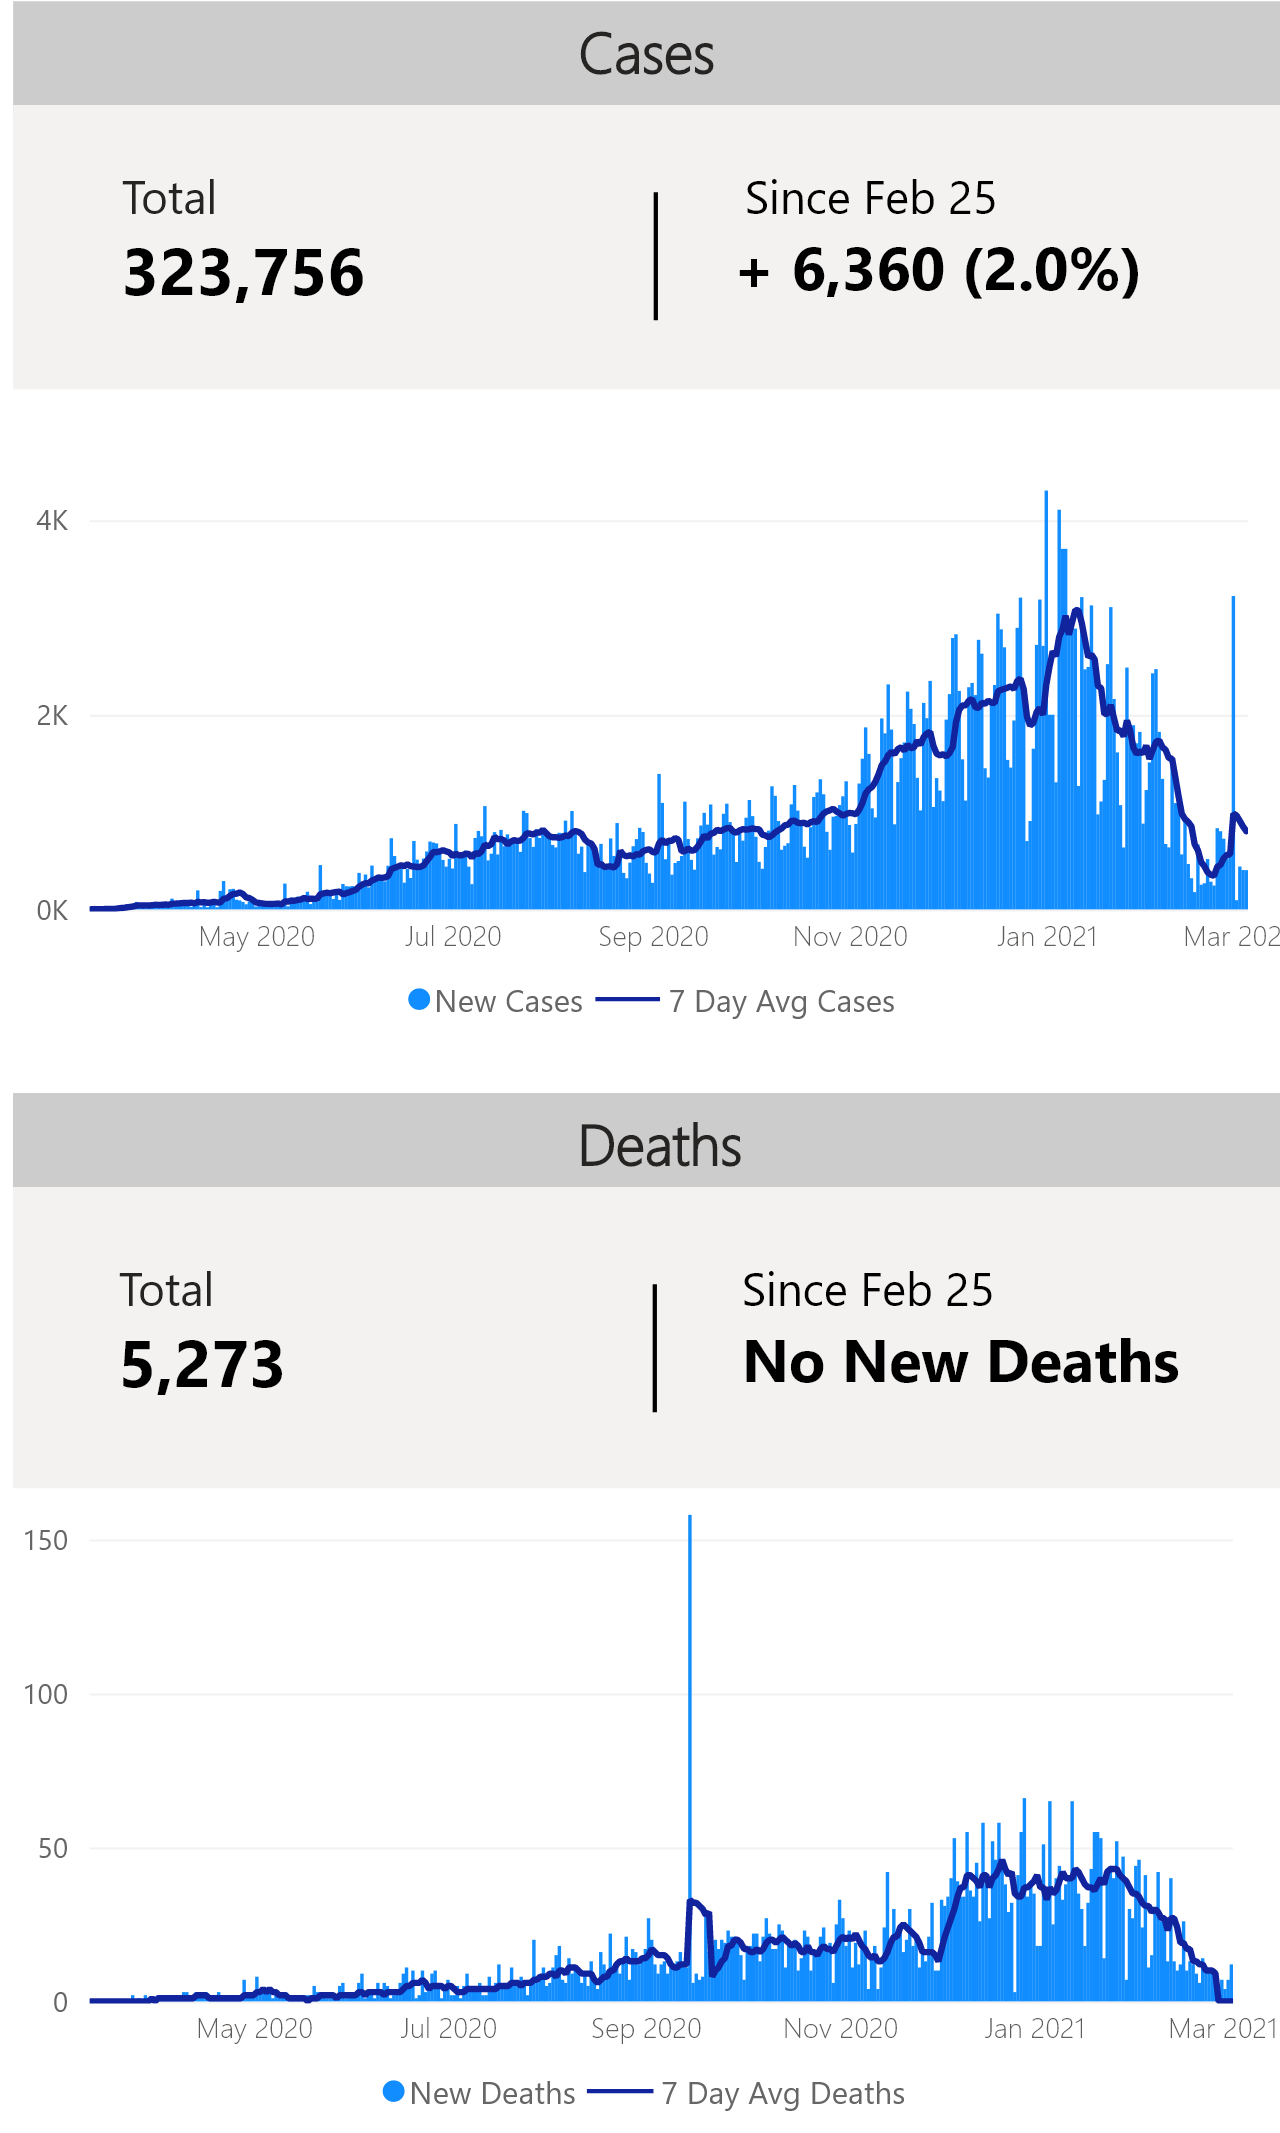 Cases
Total
Since Feb 25
323,756
+ 6,360 (2.0%)
4K
2K
0K
May 2020 Jul 2020 Sep 2020 Nov 2020 Jan 2021 Mar 202
New Cases 7 Day Avg Cases
Deaths
Total
Since Feb 25
5,273
No New Deaths
150
100
50
0
May 2020 Jul 2020 Sep 2020 Nov 2020 Jan 2021 Mar 2021
New Deaths 7 Day Avg Deaths